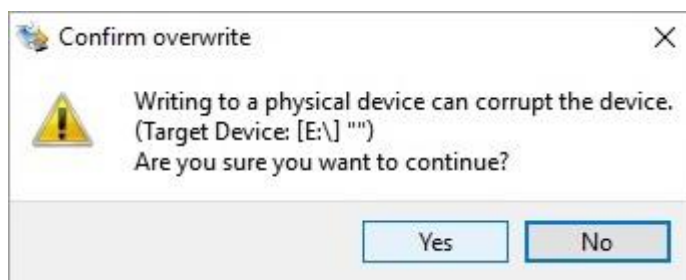 Confirm overwrite
Writing to a physical device can corrupt the device.
(Target Device: [E:\] "")
Are you sure you want to continue?
Yes
No